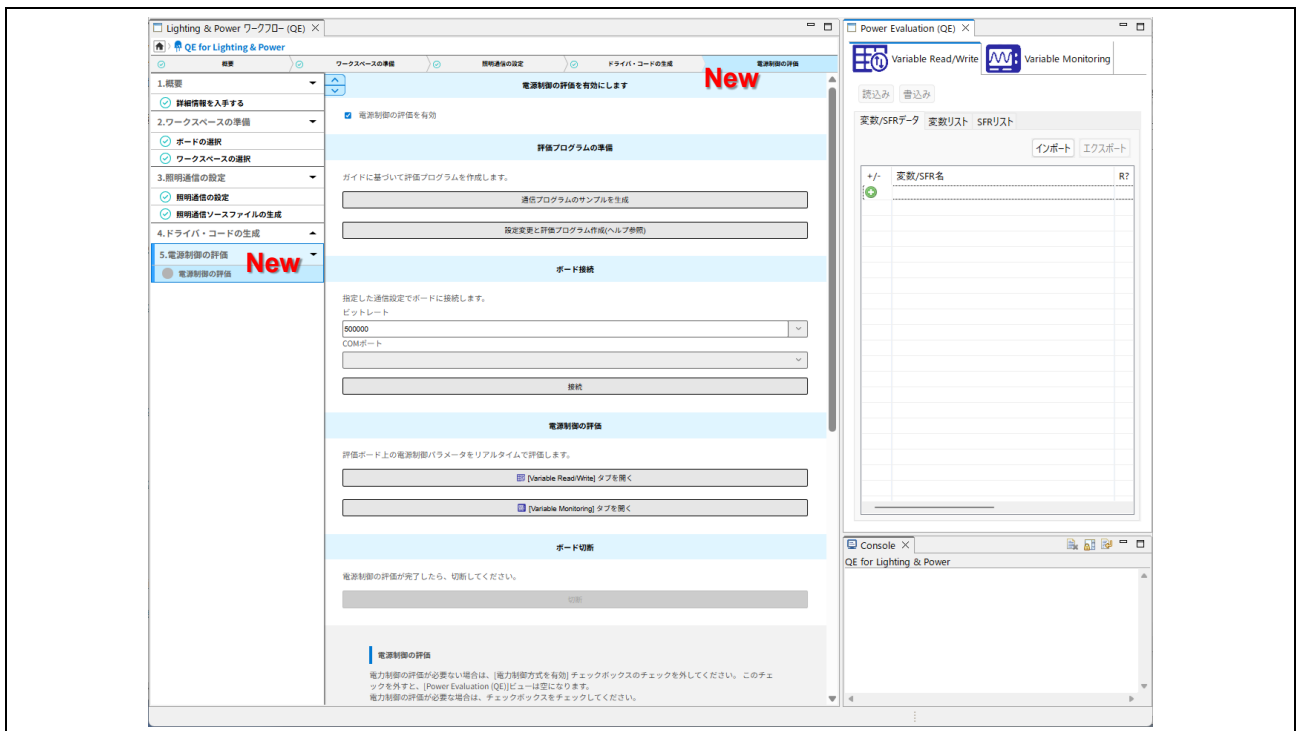 Lighting & Power ワークフロー (QE)
QE for Lighting & Power
概要
ワークスペースの準備
照明通信の設定
ドライバ・コードの生成
電源制御の評価
New
1.概要
詳細情報を入手する
2.ワークスペースの準備
ボードの選択
ワークスペースの選択
3.照明通信の設定
照明通信の設定
照明通信ソースファイルの生成
4.ドライバ・コードの生成
5.電源制御の評価
New
電源制御の評価
電源制御の評価を有効にします
電源制御の評価を有効
評価プログラムの準備
ガイドに基づいて評価プログラムを作成します。
通信プログラムのサンプルを生成
設定変更と評価プログラム作成(ヘルプ参照)
ボード接続
指定した通信設定でボードに接続します。
ビットレート
500000
COMポート
接続
電源制御の評価
評価ボード上の電源制御パラメータをリアルタイムで評価します。
[Variable Read/Write] タブを開く
[Variable Monitoring] タブを開く
ボード切断
電源制御の評価が完了したら、切断してください。
切断
電源制御の評価
電力制御の評価が必要ない場合は、[電力制御方式を有効] チェックボックスのチェックを外してください。 このチェ
ックを外すと、[Power Evaluation (QE)]ビューは空になります。
電力制御の評価が必要な場合は、チェックボックスをチェックしてください。
Power Evaluation (QE)
Variable Read/Write
Variable Monitoring
読込み
書込み
変数/SFRデータ
変数リスト
SFRリスト
インポート
エクスポート
+/-
変数/SFR名
R?
Console
QE for Lighting & Power